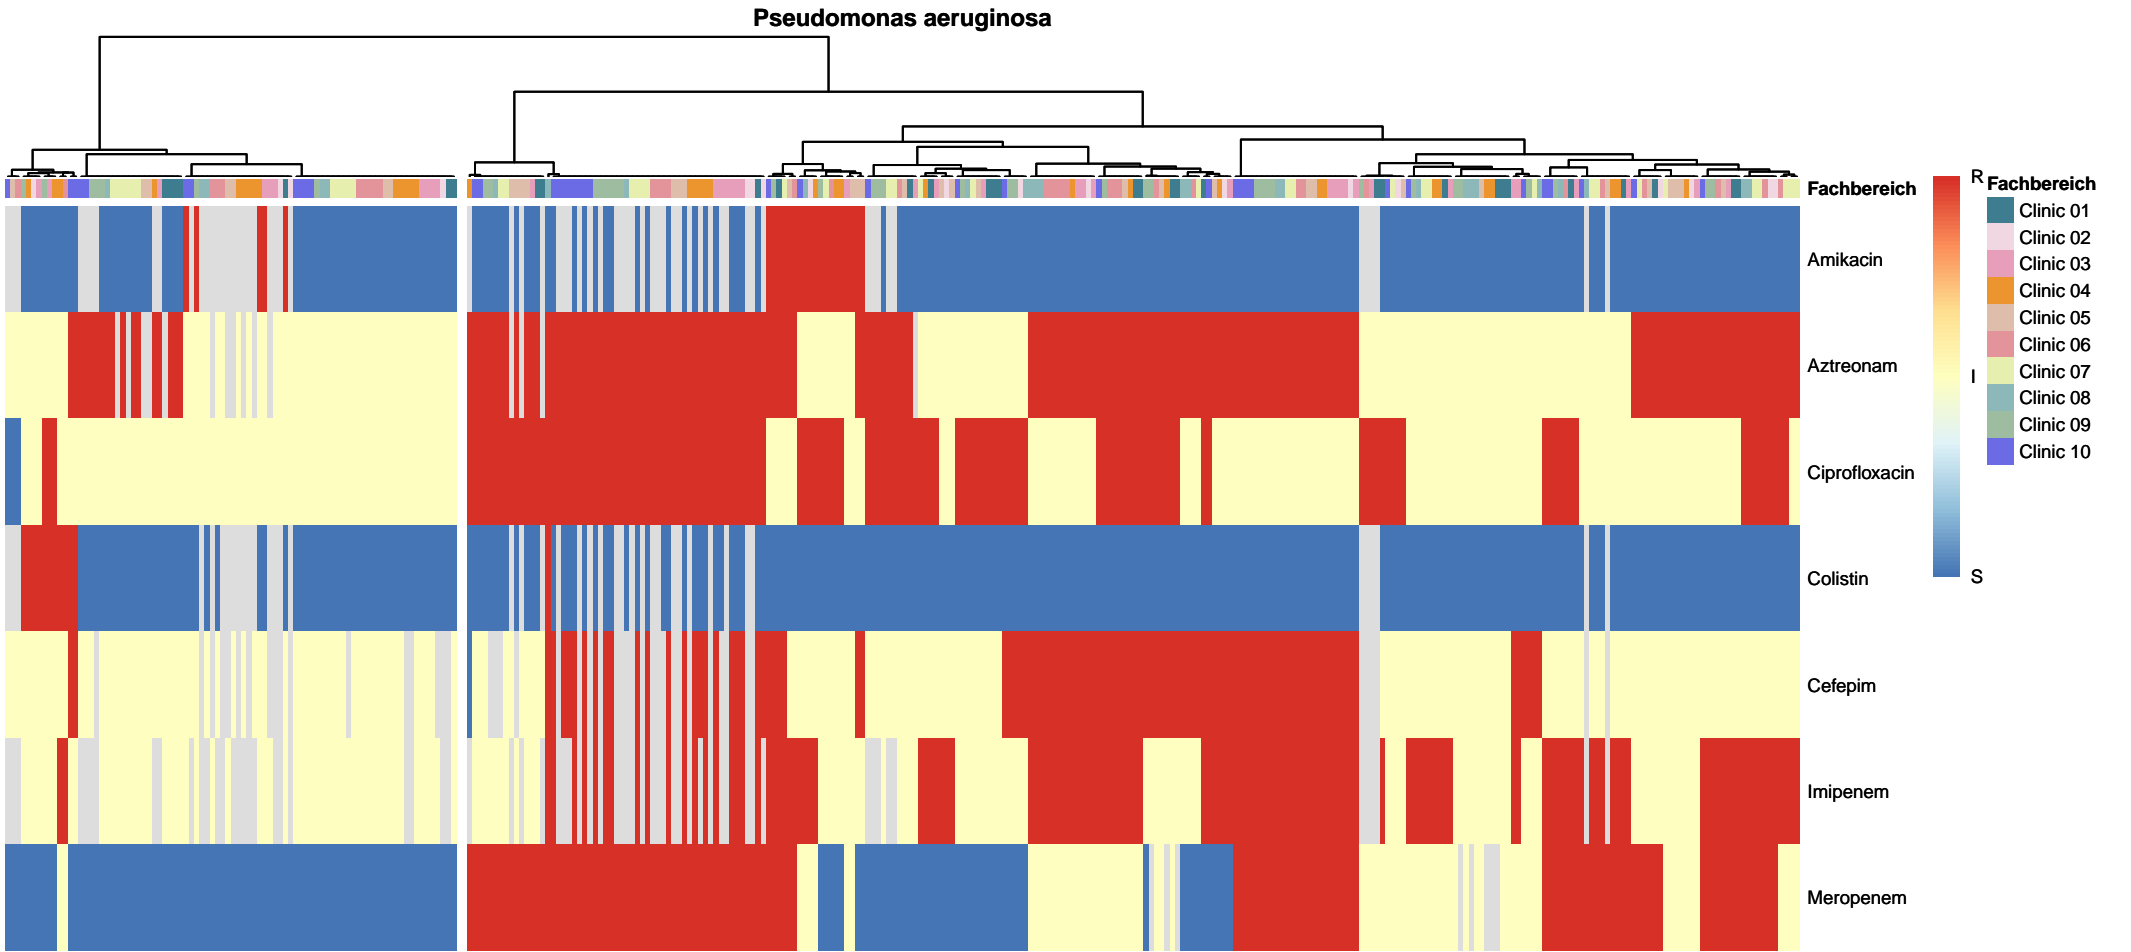 Pseudomonas aeruginosa
Fachbereich
Amikacin
Aztreonam
Ciprofloxacin
Colistin
Cefepim
Imipenem
Meropenem
R
I
S
Fachbereich
Clinic 01
Clinic 02
Clinic 03
Clinic 04
Clinic 05
Clinic 06
Clinic 07
Clinic 08
Clinic 09
Clinic 10